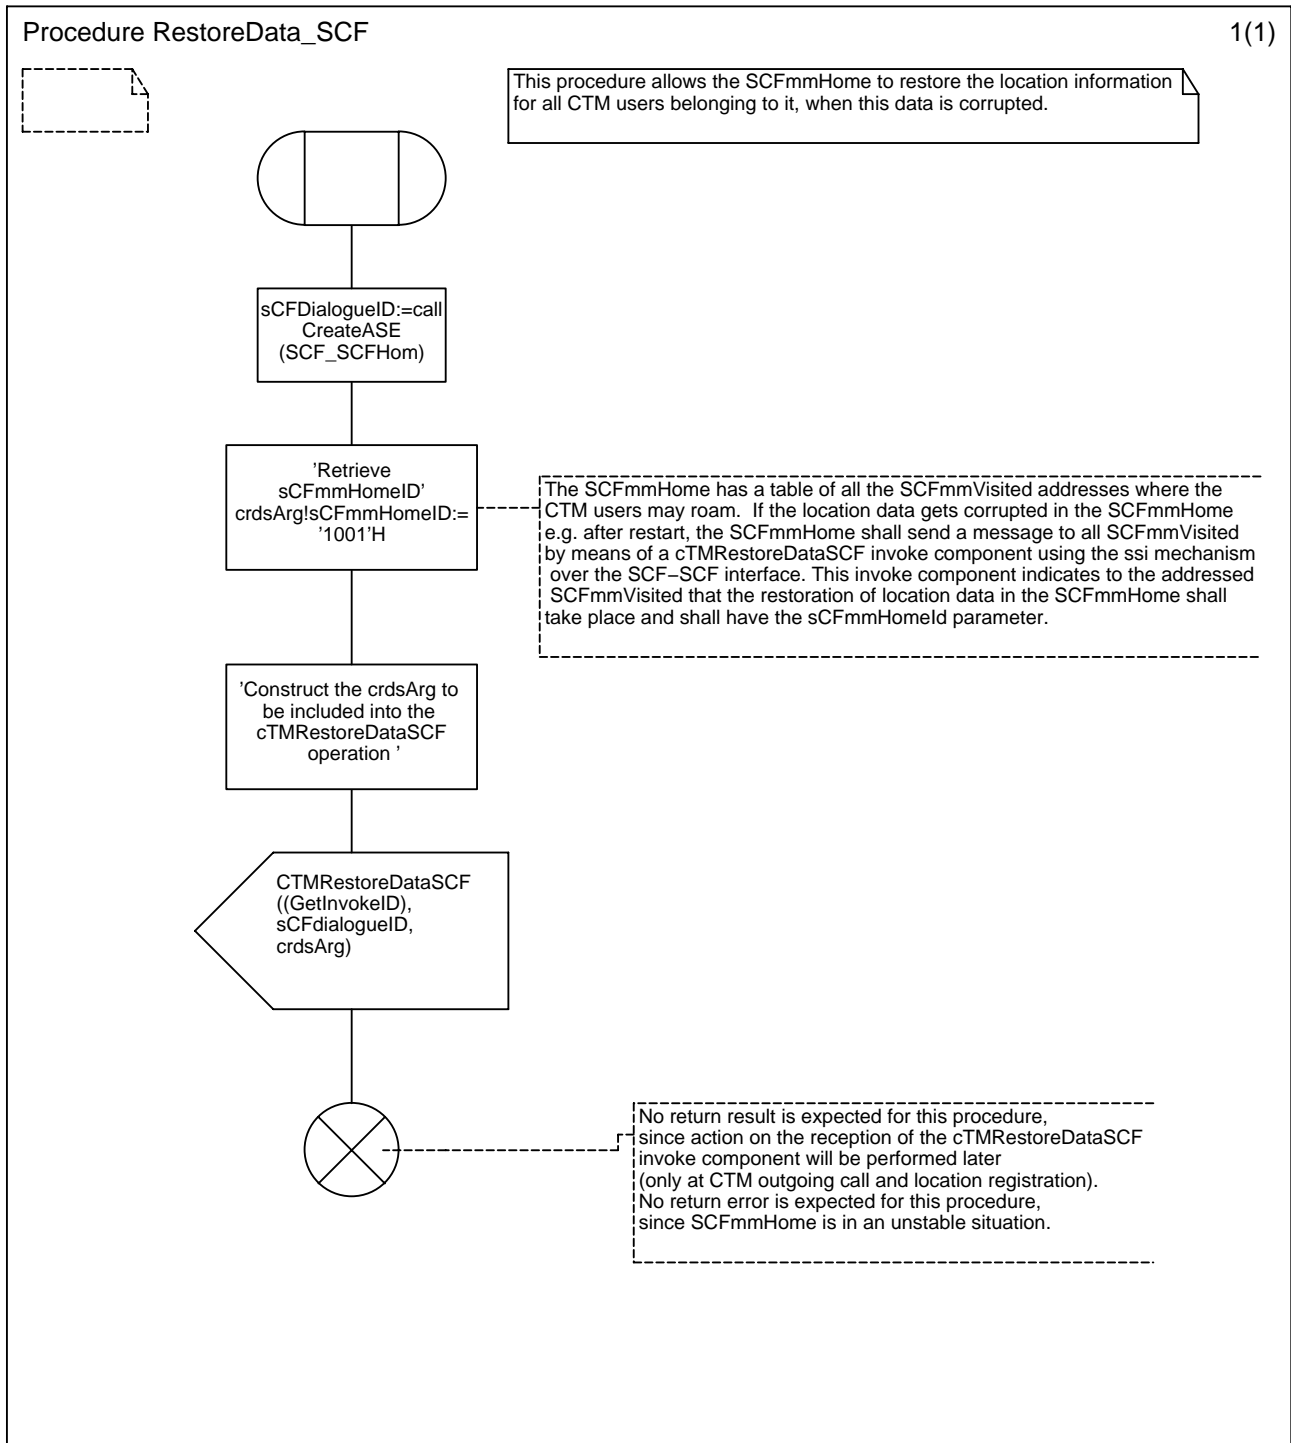 Procedure RestoreData_SCF
1(1)
This procedure allows the SCFmmHome to restore the location information
for all CTM users belonging to it, when this data is corrupted.
sCFDialogueID:=call
CreateASE
(SCF_SCFHom)
'Retrieve
sCFmmHomeID'
crdsArg!sCFmmHomeID:=
'1001'H
The SCFmmHome has a table of all the SCFmmVisited addresses where the
CTM users may roam. If the location data gets corrupted in the SCFmmHome
e.g. after restart, the SCFmmHome shall send a message to all SCFmmVisited
by means of a cTMRestoreDataSCF invoke component using the ssi mechanism
over the SCF−SCF interface. This invoke component indicates to the addressed
SCFmmVisited that the restoration of location data in the SCFmmHome shall
take place and shall have the sCFmmHomeId parameter.
'Construct the crdsArg to
be included into the
cTMRestoreDataSCF
operation '
CTMRestoreDataSCF
((GetInvokeID),
sCFdialogueID,
crdsArg)
No return result is expected for this procedure,
since action on the reception of the cTMRestoreDataSCF
invoke component will be performed later
(only at CTM outgoing call and location registration).
No return error is expected for this procedure,
since SCFmmHome is in an unstable situation.